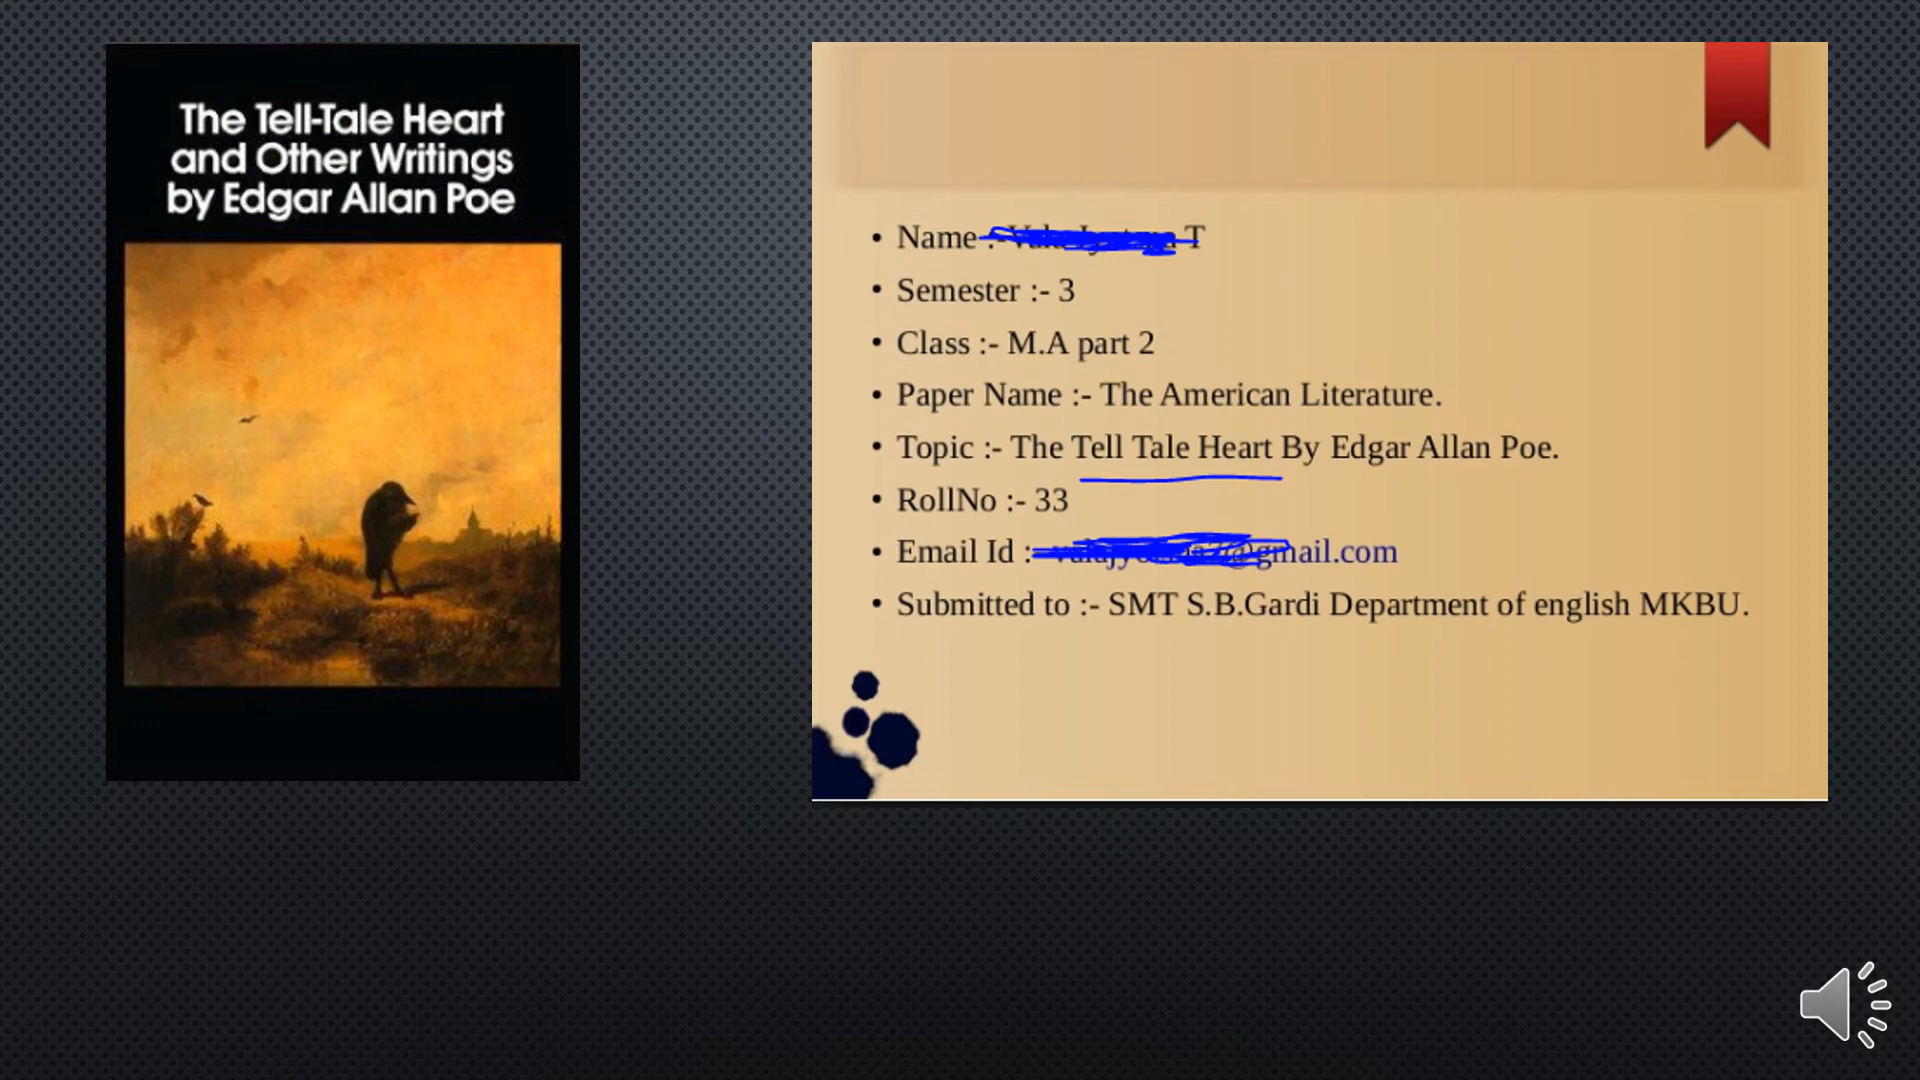 The Tell-Tale Heart
and Other Writings
by Edgar Allan Poe
• Name T
• Semester :- 3
• Class :- M.A part 2
• Paper Name :- The American Literature.
• Topic :- The Tell Tale Heart By Edgar Allan Poe.
• RollNo :- 33
• Email Id :- @gmail.com
• Submitted to :- SMT S.B.Gardi Department of english MKBU.